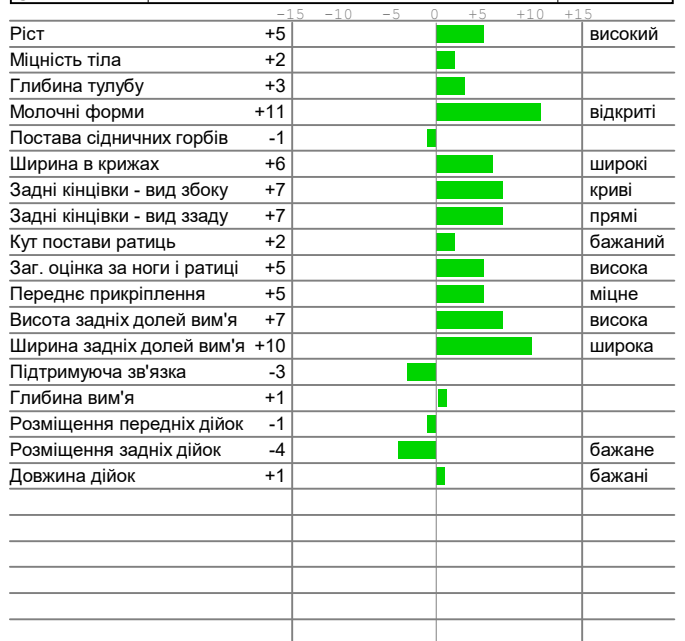 -15 -10 -5 0 +5 +10 +15
Ріст +5 високий
Міцність тіла +2
Глибина тулубу +3
Молочні форми +11 відкриті
Постава сідничних горбів -1
Ширина в крижах +6 широкі
Задні кінцівки - вид збоку +7 криві
Задні кінцівки - вид ззаду +7 прямі
Кут постави ратиць +2 бажаний
Заг. оцінка за ноги і ратиці +5 висока
Переднє прикріплення +5 міцне
Висота задніх долей вим'я +7 висока
Ширина задніх долей вим'я +10 широка
Підтримуюча зв'язка -3
Глибина вим'я +1
Розміщення передніх дійок -1
Розміщення задніх дійок -4 бажане
Довжина дійок +1 бажані